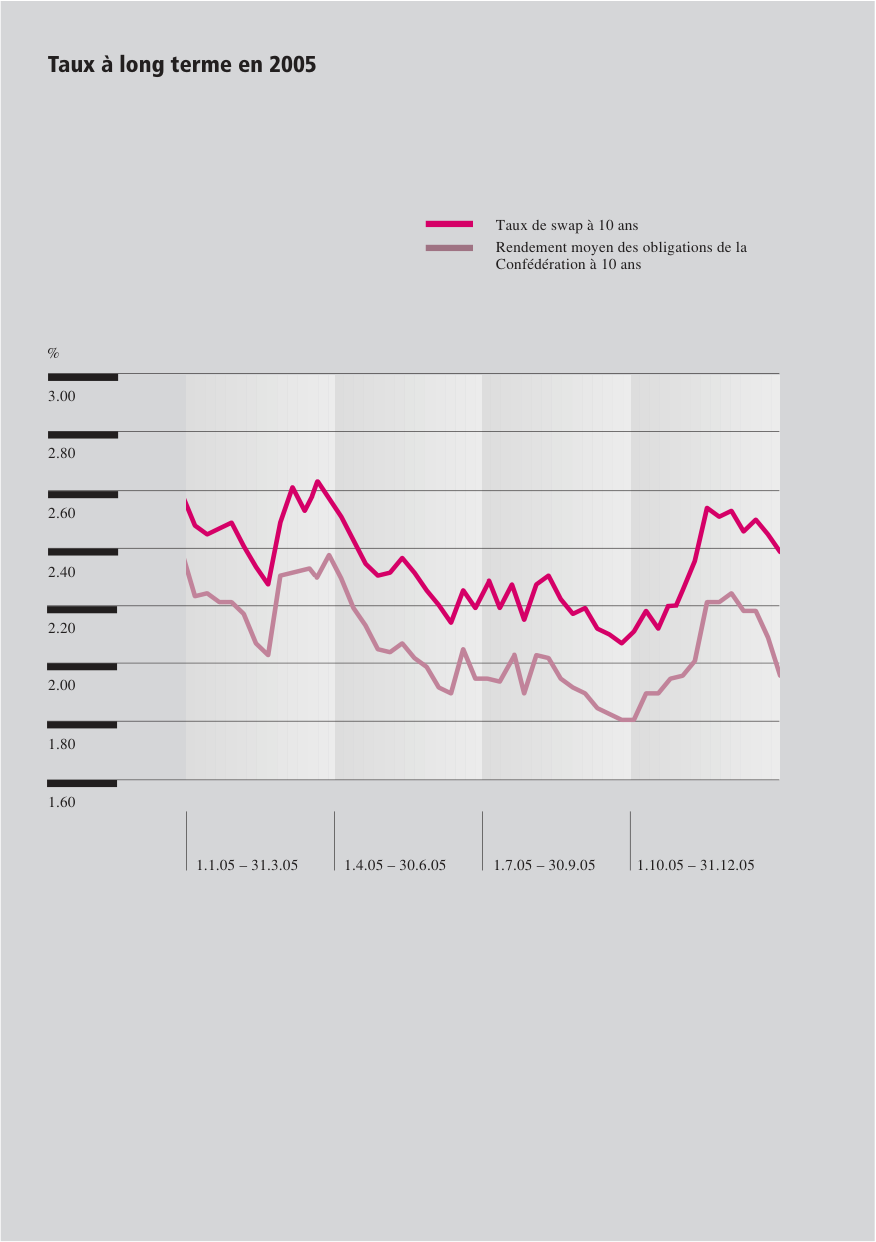 Taux à long terme en 2005
Taux de swap à 10 ans
Rendement moyen des obligations de la
Confédération à 10 ans
%
3.00
2.80
2.60
2.40
2.20
2.00
1.80
1.60
1.1.05 – 31.3.05
1.4.05 – 30.6.05
1.7.05 – 30.9.05
1.10.05 – 31.12.05